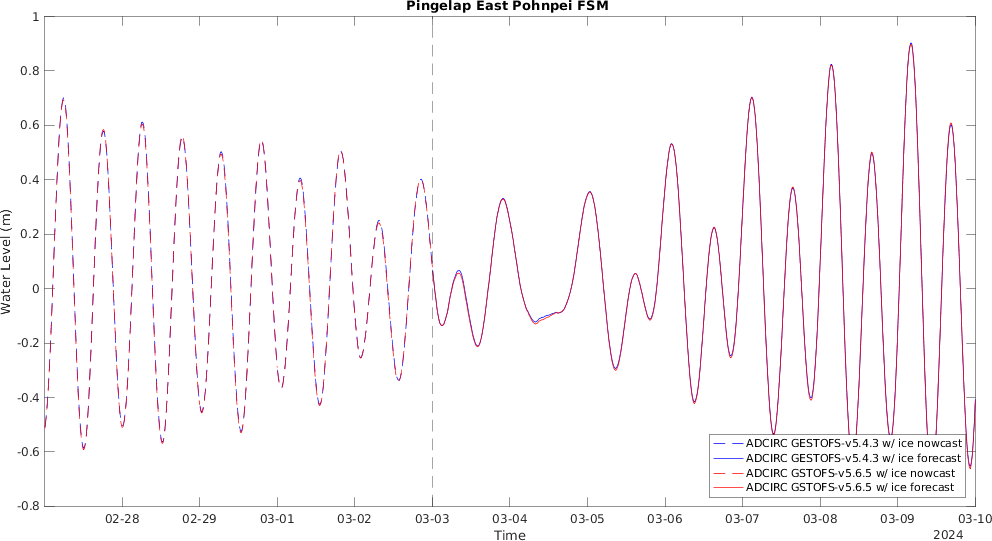 Pingelap East Pohnpei FSM
1
0.8
0.6
0.4
0.2
0
-0.2
-0.4
-0.6
-0.8
Water Level (m)
ADCIRC GESTOFS-v5.4.3 w/ ice nowcast
ADCIRC GESTOFS-v5.4.3 w/ ice forecast
ADCIRC GSTOFS-v5.6.5 w/ ice nowcast
ADCIRC GSTOFS-v5.6.5 w/ ice forecast
02-28 02-29 03-01 03-02 03-03 03-04 03-05 03-06 03-07 03-08 03-09 03-10
Time
2024